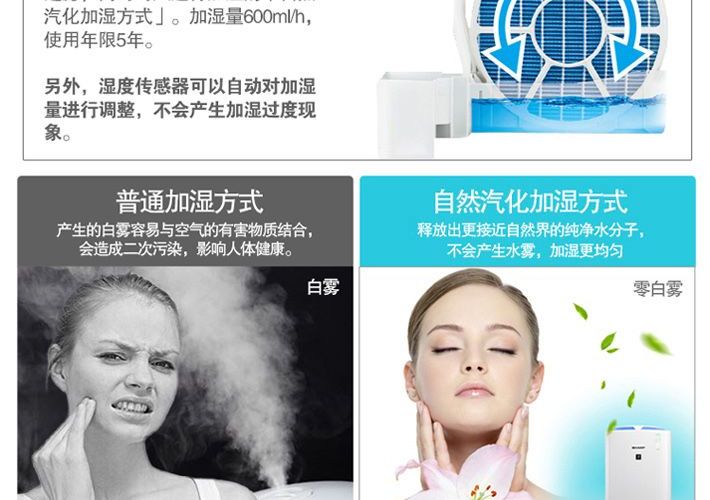 汽化加湿方式」。加湿量600ml/h,
使用年限5年。
另外，湿度传感器可以自动对加湿
量进行调整，不会产生加湿过度现
象。
普通加湿方式
产生的白雾容易与空气的有害物质结合，
会造成二次污染，影响人体健康。
白雾
自然汽化加湿方式
释放出更接近自然界的纯净水分子，
不会产生水雾，加湿更均匀
零白雾
SHARP